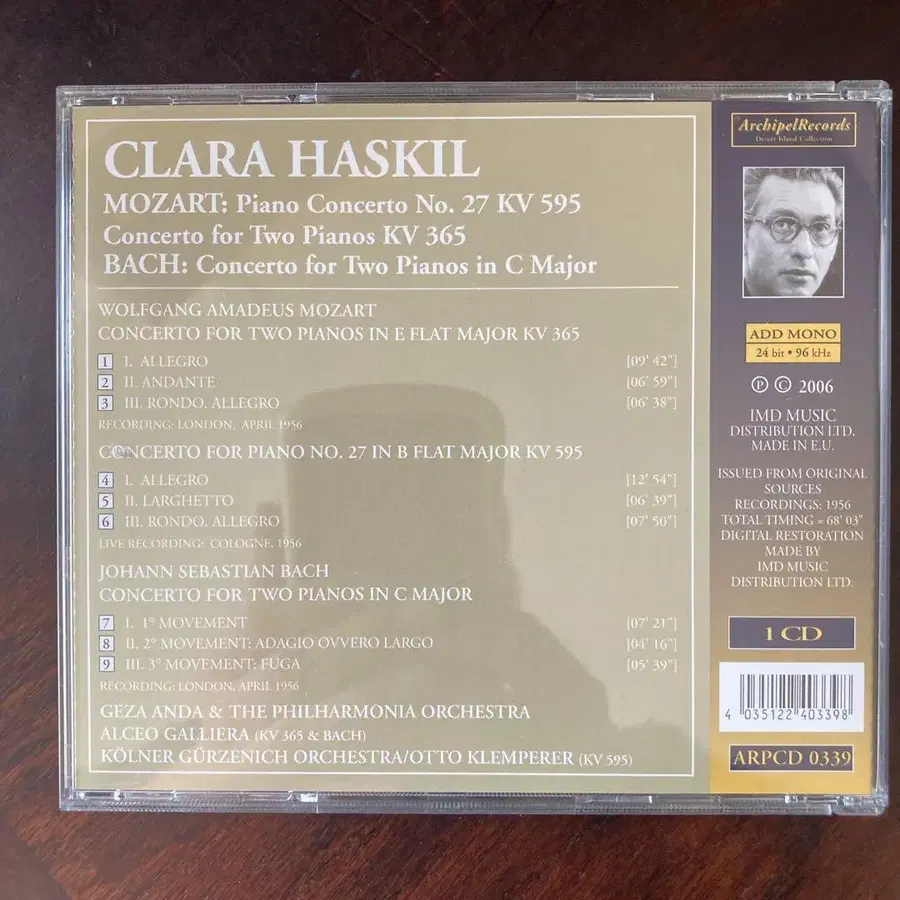 CLARA HASKIL
MOZART: Piano Concerto No. 27 KV 595
Concerto for Two Pianos KV 365
BACH: Concerto for Two Pianos in C Major
WOLFGANG AMADEUS MOZART
CONCERTO FOR TWO PIANOS IN E FLAT MAJOR KV 365
1 I. ALLEGRO [09' 42"]
2 II. ANDANTE [06' 59"]
3 III. RONDO. ALLEGRO [06' 38"]
RECORDING: LONDON, APRIL 1956
CONCERTO FOR PIANO NO. 27 IN B FLAT MAJOR KV 595
4 I. ALLEGRO [12' 54"]
5 II. LARGHETTO [06' 39"]
6 III. RONDO. ALLEGRO [07' 50"]
LIVE RECORDING: COLOGNE, 1956
JOHANN SEBASTIAN BACH
CONCERTO FOR TWO PIANOS IN C MAJOR
7 I. 1° MOVEMENT [07' 21"]
8 II. 2° MOVEMENT: ADAGIO OVVERO LARGO [04' 16"]
9 III. 3° MOVEMENT: FUGA [05' 39"]
RECORDING: LONDON, APRIL 1956
GEZA ANDA & THE PHILHARMONIA ORCHESTRA
ALCEO GALLIERA (KV 365 & BACH)
KÖLNER GÜRZENICH ORCHESTRA/OTTO KLEMPERER (KV 595)
ArchipelRecords
Desert Island Collection
ADD MONO
24 bit • 96 kHz
Ⓟ © 2006
IMD MUSIC
DISTRIBUTION LTD.
MADE IN E.U.
ISSUED FROM ORIGINAL
SOURCES
RECORDINGS: 1956
TOTAL TIMING = 68' 03"
DIGITAL RESTORATION
MADE BY
IMD MUSIC
DISTRIBUTION LTD.
1 CD
4 035122 403398
ARPCD 0339